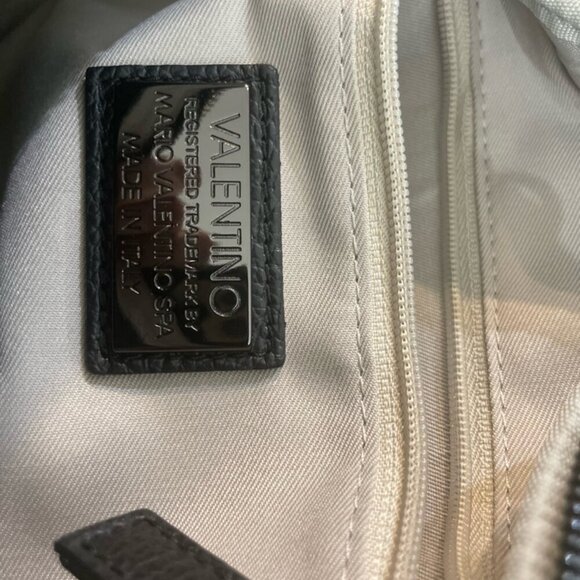 VALENTINO
REGISTERED TRADEMARK BY
MARIO VALENTINO SPA
MADE IN ITALY